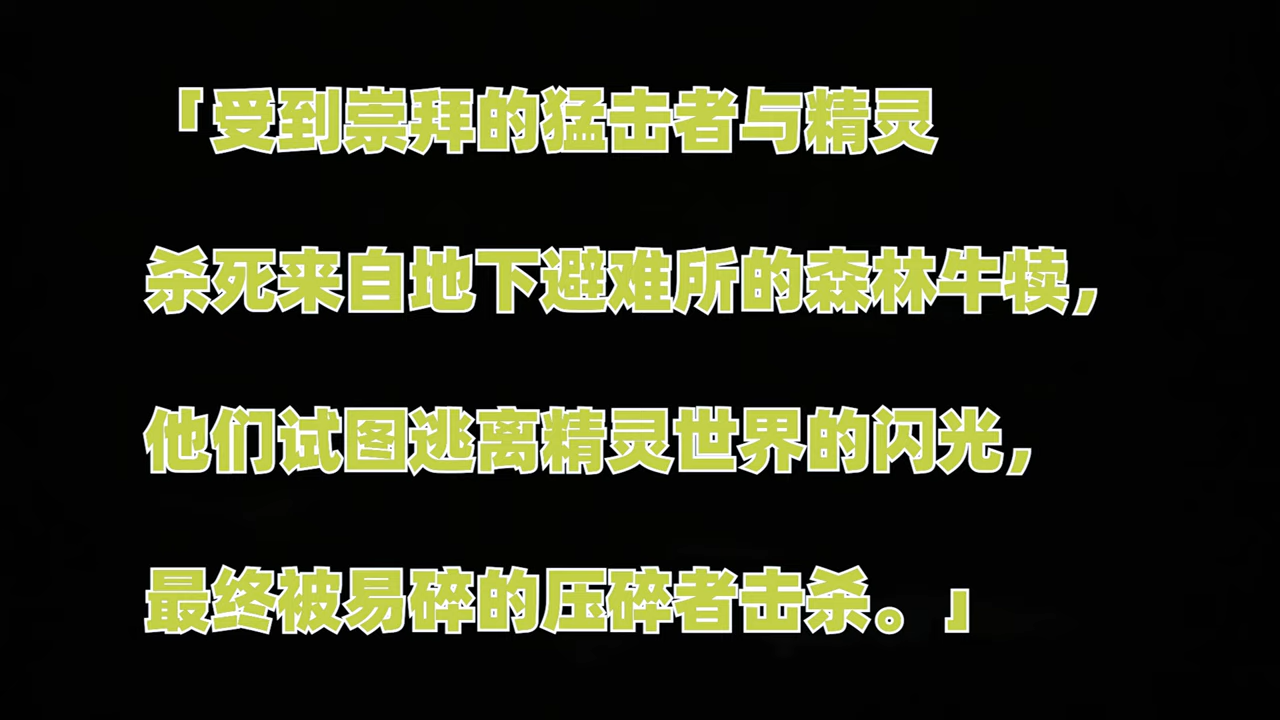 「受到崇拜的猛击者与精灵
杀死来自地下避难所的森林牛犊，
他们试图逃离精灵世界的闪光，
最终被易碎的压碎者击杀。」